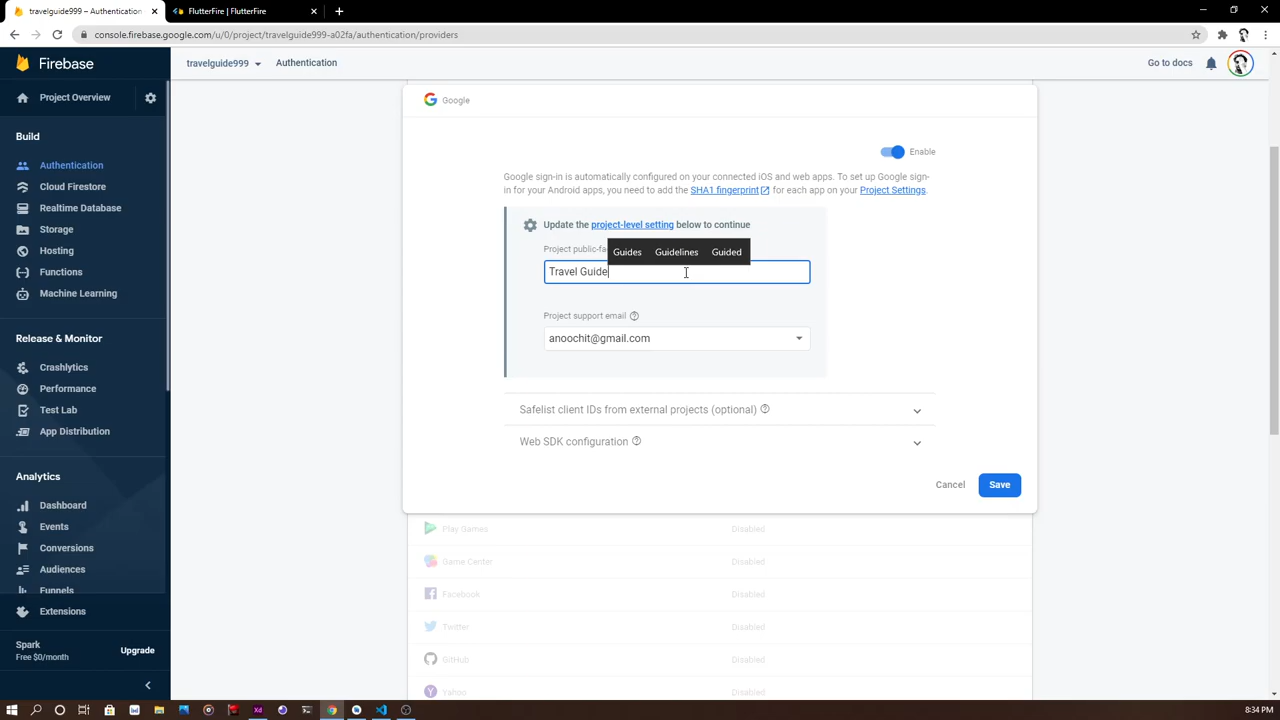 travelguide999 – Authentication
FlutterFire | FlutterFire
console.firebase.google.com/u/0/project/travelguide999-a02fa/authentication/providers
Firebase
travelguide999
Authentication
Go to docs
Project Overview
Build
Authentication
Cloud Firestore
Realtime Database
Storage
Hosting
Functions
Machine Learning
Release & Monitor
Crashlytics
Performance
Test Lab
App Distribution
Analytics
Dashboard
Events
Conversions
Audiences
Funnels
Extensions
Spark
Free $0/month
Upgrade
Google
Enable
Google sign-in is automatically configured on your connected iOS and web apps. To set up Google sign-
in for your Android apps, you need to add the SHA1 fingerprint for each app on your Project Settings.
Update the project-level setting below to continue
Project public-fa
Guides Guidelines Guided
Travel Guide
Project support email
anoochit@gmail.com
Safelist client IDs from external projects (optional)
Web SDK configuration
Cancel
Save
Play Games Disabled
Game Center Disabled
Facebook Disabled
Twitter Disabled
GitHub Disabled
Yahoo Disabled
8:34 PM